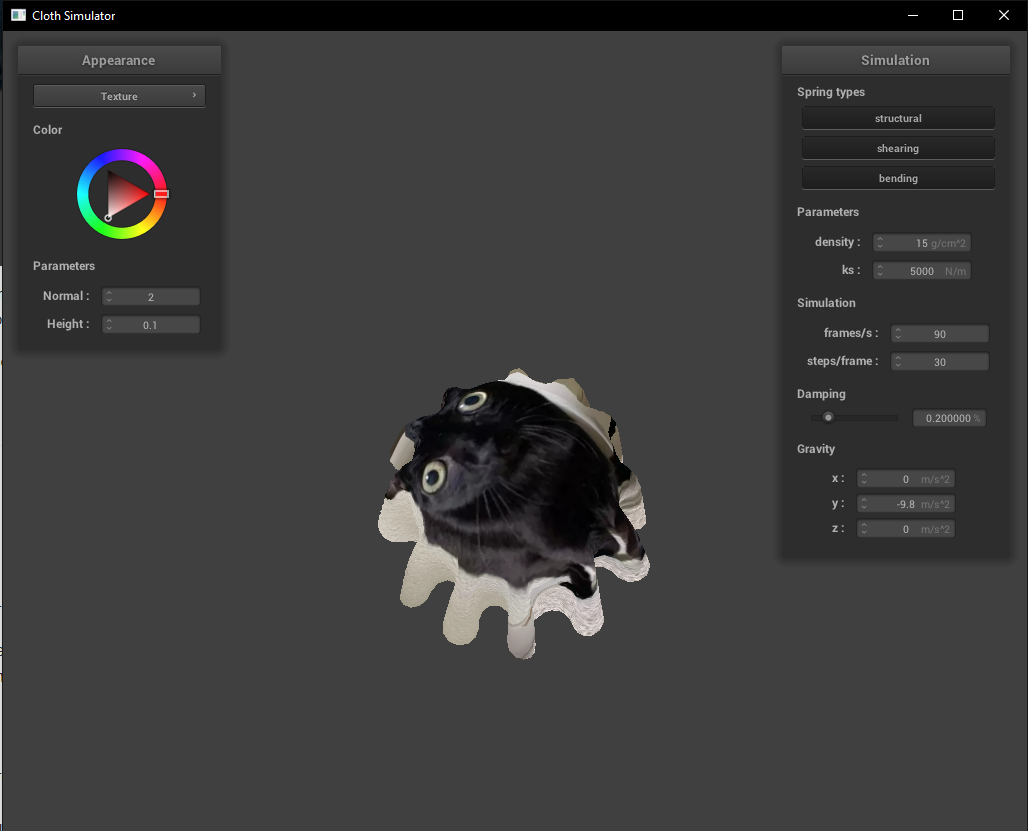 Cloth Simulator
Appearance
Texture
Color
Parameters
Normal : 2
Height : 0.1
Simulation
Spring types
structural
shearing
bending
Parameters
density : 15 g/cm^2
ks : 5000 N/m
Simulation
frames/s : 90
steps/frame : 30
Damping
0.200000 %
Gravity
x : 0 m/s^2
y : -9.8 m/s^2
z : 0 m/s^2